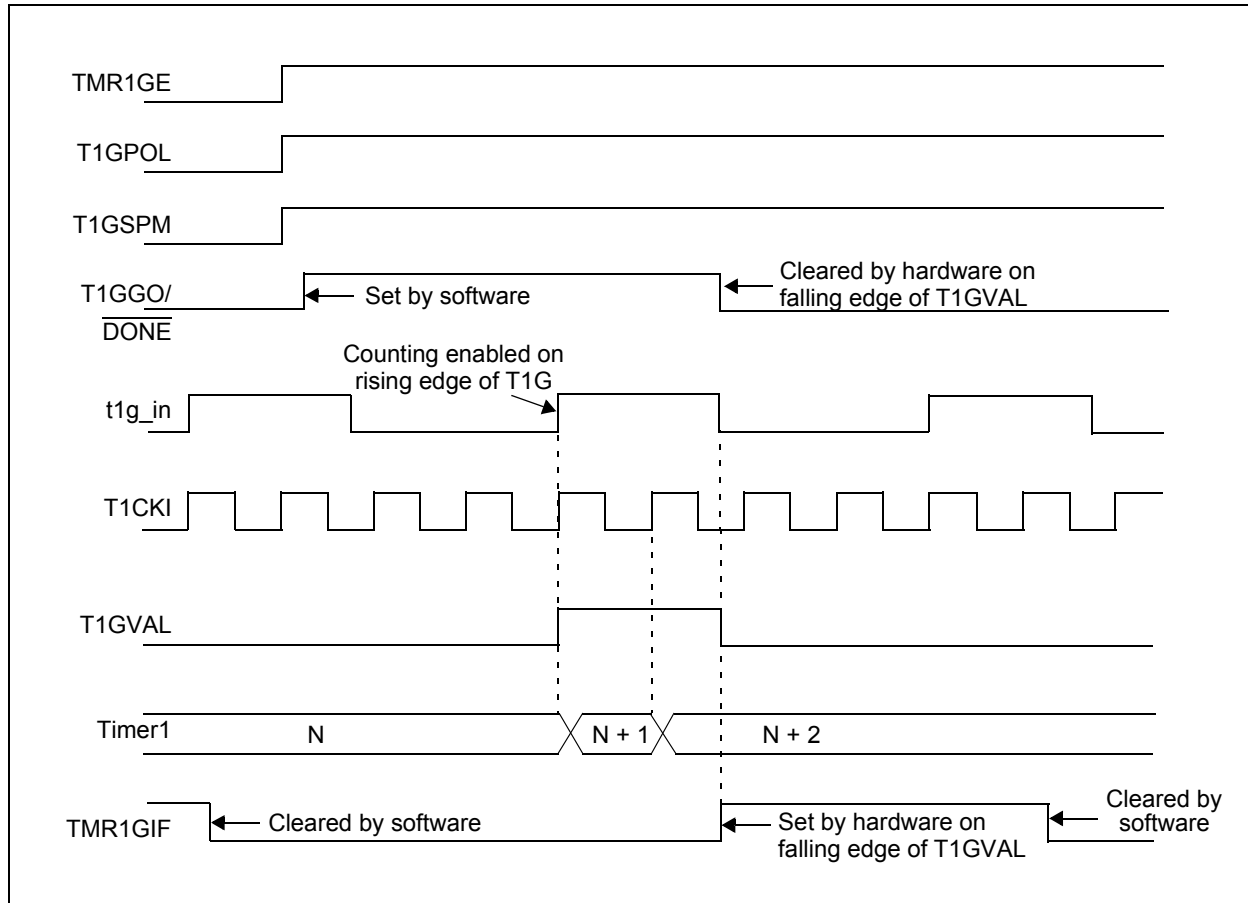 TMR1GE
T1GPOL
T1GSPM
T1GGO/
DONE
Set by software
Cleared by hardware on
falling edge of T1GVAL
Counting enabled on
rising edge of T1G
t1g_in
T1CKI
T1GVAL
Timer1
N
N + 1
N + 2
TMR1GIF
Cleared by software
Set by hardware on
falling edge of T1GVAL
Cleared by
software